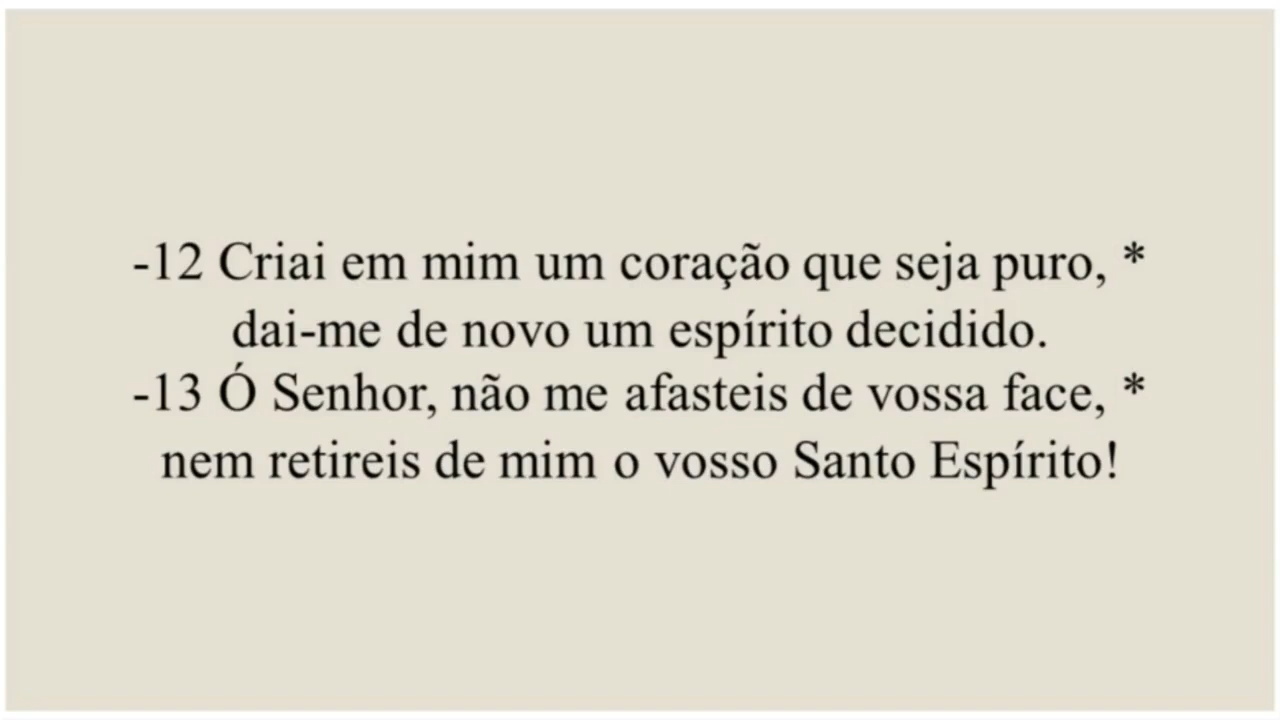 -12 Criai em mim um coração que seja puro, *
dai-me de novo um espírito decidido.
-13 Ó Senhor, não me afasteis de vossa face, *
nem retireis de mim o vosso Santo Espírito!